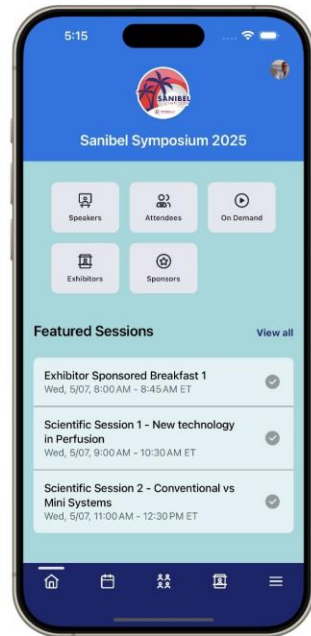 5:15
SANIBEL
Sanibel Symposium 2025
Speakers
Attendees
On Demand
Exhibitors
Sponsors
Featured Sessions
View all
Exhibitor Sponsored Breakfast 1
Wed, 5/07, 8:00 AM – 8:45 AM ET
Scientific Session 1 - New technology
in Perfusion
Wed, 5/07, 9:00 AM – 10:30 AM ET
Scientific Session 2 - Conventional vs
Mini Systems
Wed, 5/07, 11:00 AM – 12:30 PM ET